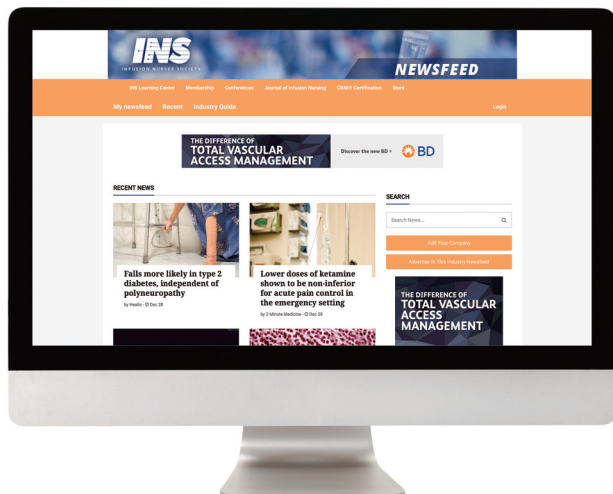 INS
INFUSION NURSES SOCIETY
NEWSFEED
INS Learning Center Membership Conferences Journal of Infusion Nursing CRNI® Certification Store
My newsfeed Recent Industry Guide Login
THE DIFFERENCE OF
TOTAL VASCULAR
ACCESS MANAGEMENT
Discover the new BD >
BD
RECENT NEWS
Falls more likely in type 2
diabetes, independent of
polyneuropathy
by Healio - Dec 28
Lower doses of ketamine
shown to be non-inferior
for acute pain control in
the emergency setting
by 2 Minute Medicine - Dec 28
SEARCH
Search News...
Add Your Company
Advertise In This Industry Newsfeed
THE DIFFERENCE OF
TOTAL VASCULAR
ACCESS
MANAGEMENT